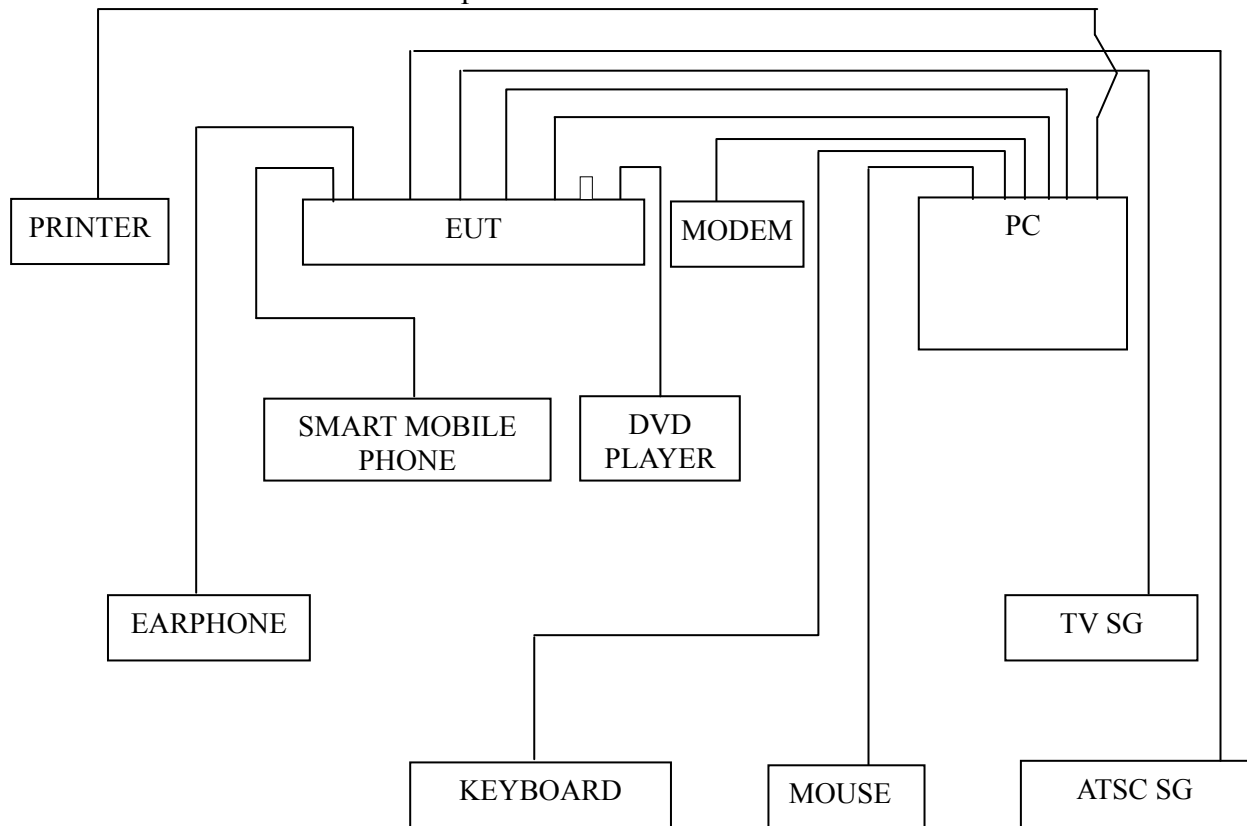 PRINTER
EUT
MODEM
PC
SMART MOBILE
PHONE
DVD
PLAYER
EARPHONE
TV SG
KEYBOARD
MOUSE
ATSC SG